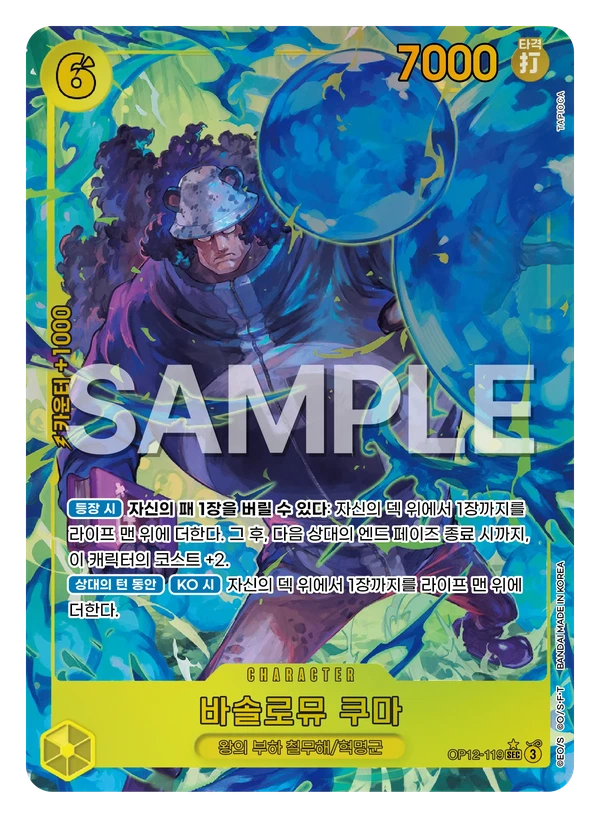 6
7000
타격
打
TAPIOCA
카운터 +1000
SAMPLE
등장 시 자신의 패 1장을 버릴 수 있다: 자신의 덱 위에서 1장까지를
라이프 맨 위에 더한다. 그 후, 다음 상대의 엔드 페이즈 종료 시까지,
이 캐릭터의 코스트 +2.
상대의 턴 동안 KO 시 자신의 덱 위에서 1장까지를 라이프 맨 위에
더한다.
CHARACTER
바솔로뮤 쿠마
왕의 부하 칠무해/혁명군
OP12-119 SEC 3
©EO/S ©O/S·F·T BANDAI MADE IN KOREA